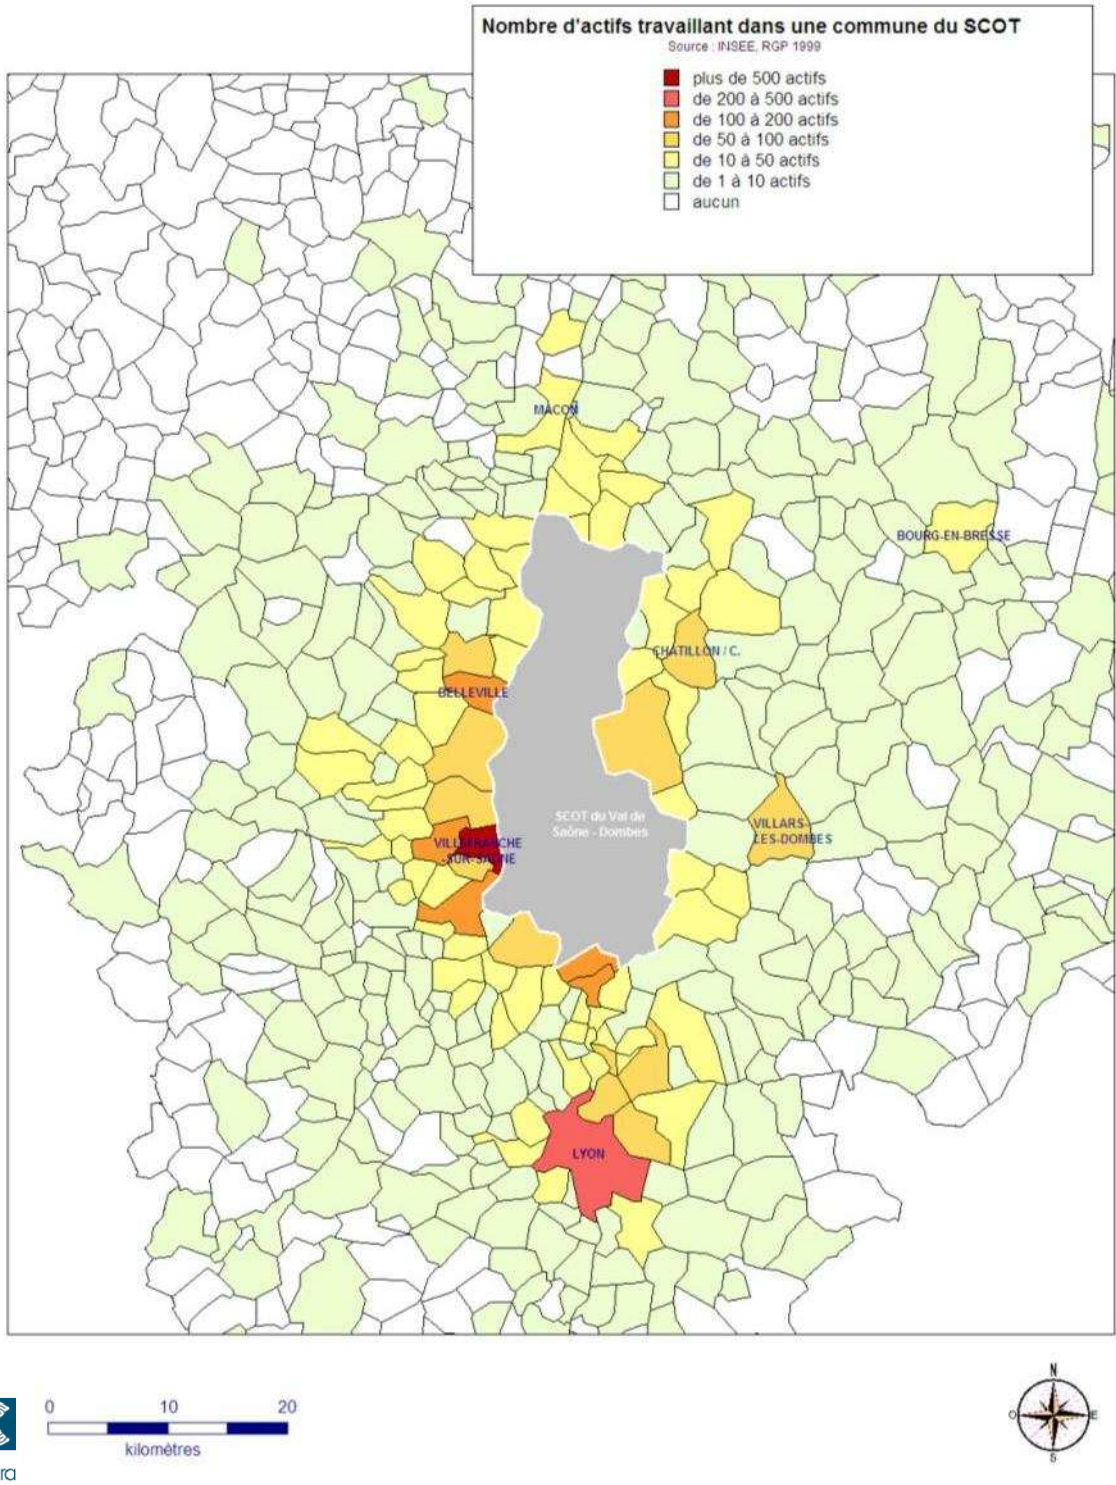 Nombre d'actifs travaillant dans une commune du SCOT
Source : INSEE, RGP 1999
plus de 500 actifs
de 200 à 500 actifs
de 100 à 200 actifs
de 50 à 100 actifs
de 10 à 50 actifs
de 1 à 10 actifs
aucun
MÂCON
BOURG-EN-BRESSE
CHATILLON / C.
BELLEVILLE
SCOT du Val de
Saône - Dombes
VILLARS-
LES-DOMBES
VILLEFRANCHE
-SUR-SAÔNE
LYON
N
O
E
S
0 10 20
kilomètres
ra